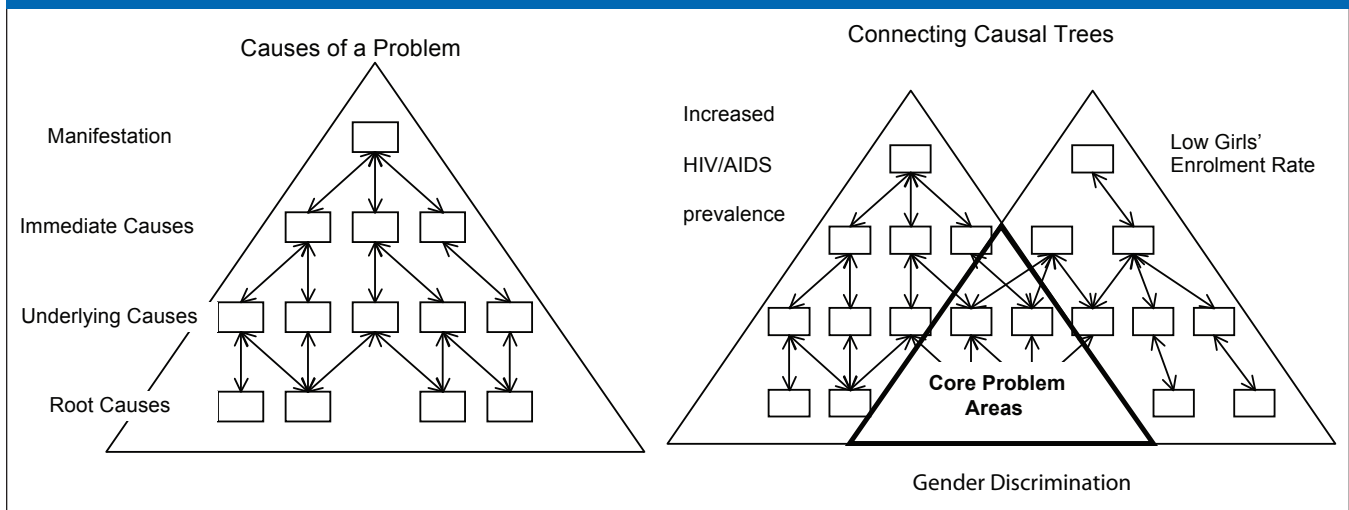 Causes of a Problem
Manifestation
Immediate Causes
Underlying Causes
Root Causes
Connecting Causal Trees
Increased
HIV/AIDS
prevalence
Low Girls'
Enrolment Rate
Core Problem
Areas
Gender Discrimination